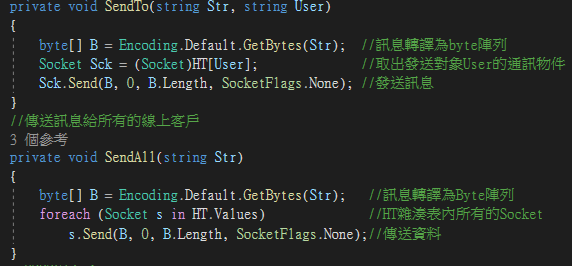 private void SendTo(string Str, string User)
{
byte[] B = Encoding.Default.GetBytes(Str); //訊息轉譯為byte陣列
Socket Sck = (Socket)HT[User]; //取出發送對象User的通訊物件
Sck.Send(B, 0, B.Length, SocketFlags.None); //發送訊息
}
//傳送訊息給所有的線上客戶
3 個參考
private void SendAll(string Str)
{
byte[] B = Encoding.Default.GetBytes(Str); //訊息轉譯為Byte陣列
foreach (Socket s in HT.Values) //HT雜湊表內所有的Socket
s.Send(B, 0, B.Length, SocketFlags.None);//傳送資料
}